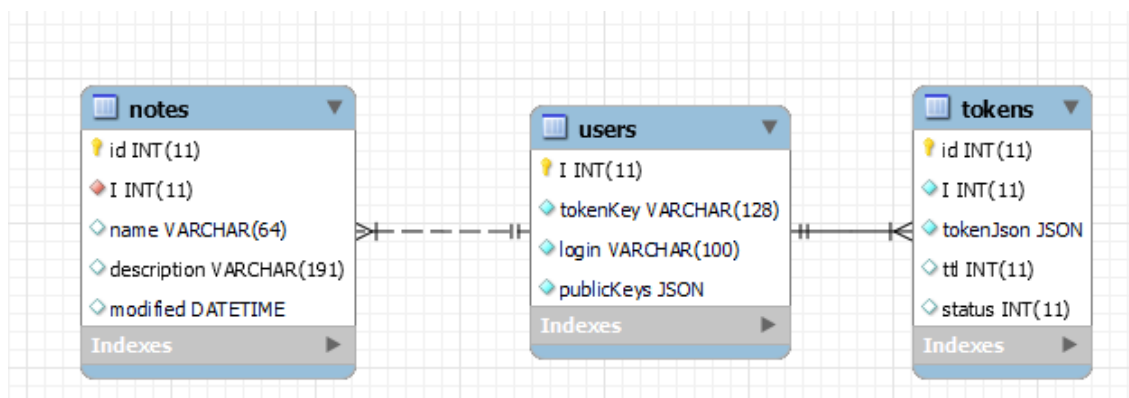 notes
id INT(11)
I INT(11)
name VARCHAR(64)
description VARCHAR(191)
modified DATETIME
Indexes
users
I INT(11)
tokenKey VARCHAR(128)
login VARCHAR(100)
publicKeys JSON
Indexes
tokens
id INT(11)
I INT(11)
tokenJson JSON
ttl INT(11)
status INT(11)
Indexes